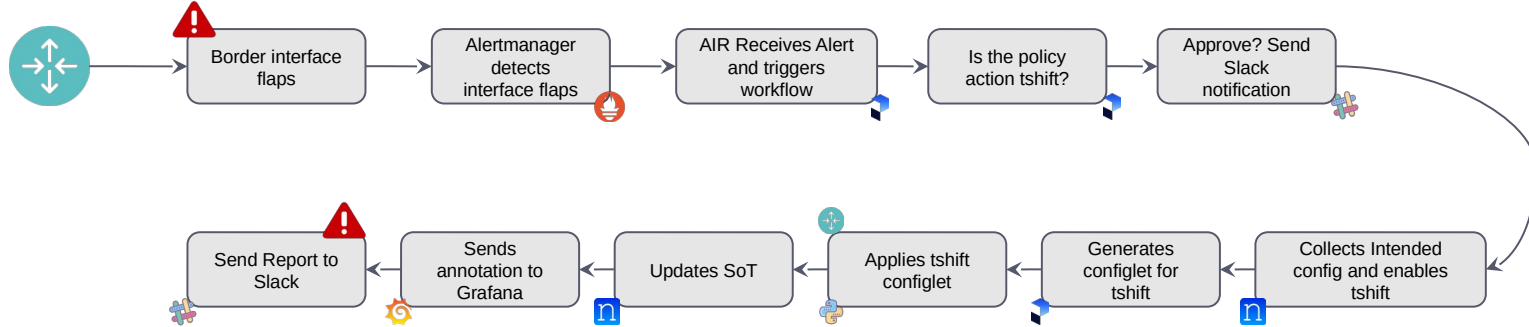 Border interface
flaps
Alertmanager
detects
interface flaps
AIR Receives Alert
and triggers
workflow
Is the policy
action tshift?
Approve? Send
Slack
notification
Send Report to
Slack
Sends
annotation to
Grafana
Updates SoT
Applies tshift
configlet
Generates
configlet for
tshift
Collects Intended
config and enables
tshift
n
n